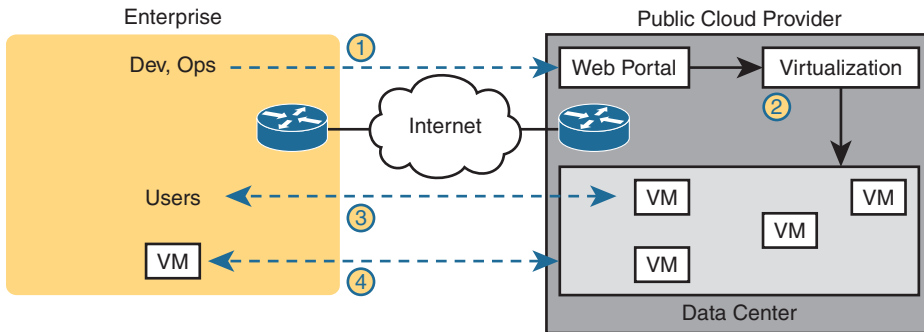 Enterprise
Public Cloud Provider
1
Dev, Ops
Web Portal
Virtualization
2
Internet
Users
3
VM
VM
VM
VM
VM
4
Data Center